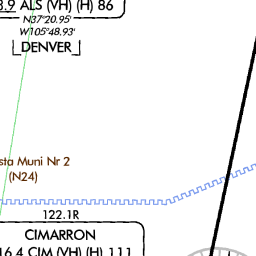 ALS (VH) (H) 86
N37°20.95'
W105°48.93'
DENVER
Muni Nr 2
(N24)
122.1R
CIMARRON
CIM (VH) (H) 111